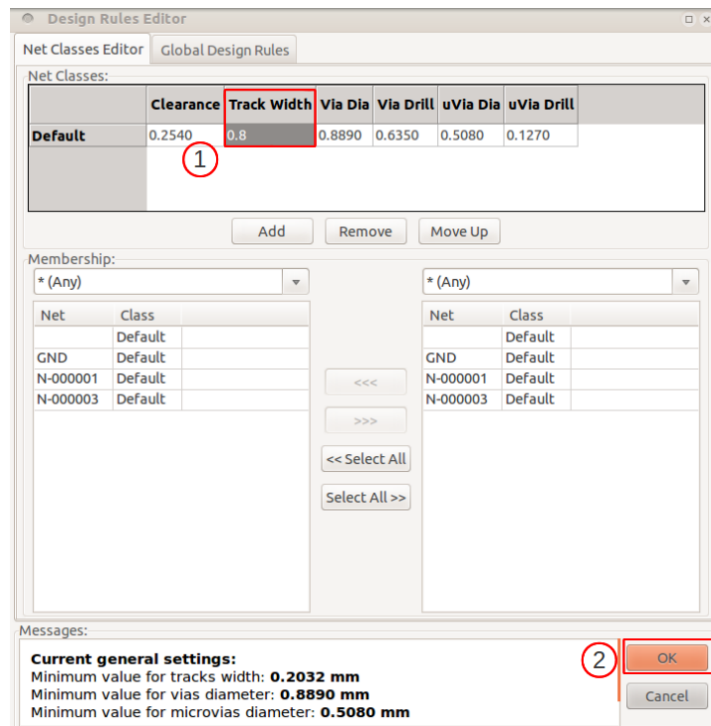 Design Rules Editor
Net Classes Editor Global Design Rules
Net Classes:
Clearance Track Width Via Dia Via Drill uVia Dia uVia Drill
Default 0.2540 0.8 0.8890 0.6350 0.5080 0.1270
1
Add Remove Move Up
Membership:
* (Any) * (Any)
Net Class Net Class
Default Default
GND Default GND Default
N-000001 Default <<< N-000001 Default
N-000003 Default N-000003 Default
>>>
<< Select All
Select All >>
Messages:
Current general settings:
Minimum value for tracks width: 0.2032 mm
Minimum value for vias diameter: 0.8890 mm
Minimum value for microvias diameter: 0.5080 mm
2 OK
Cancel